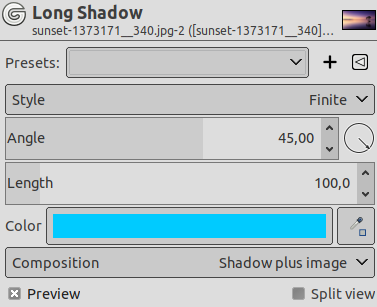 Long Shadow
sunset-1373171__340.jpg-2 ([sunset-1373171__340]…
Presets:
Style Finite
Angle 45,00
Length 100,0
Color
Composition Shadow plus image
Preview Split view